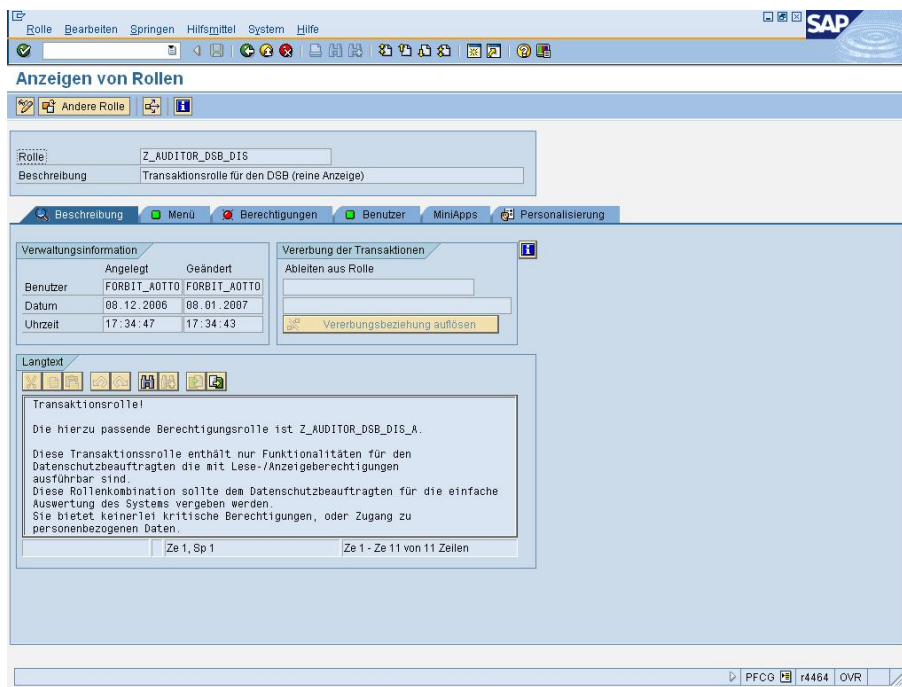 Rolle Bearbeiten Springen Hilfsmittel System Hilfe
SAP
Anzeigen von Rollen
Andere Rolle
Rolle Z_AUDITOR_DSB_DIS
Beschreibung Transaktionsrolle für den DSB (reine Anzeige)
Beschreibung Menü Berechtigungen Benutzer MiniApps Personalisierung
Verwaltungsinformation
Angelegt Geändert
Benutzer FORBIT_AOTTO FORBIT_AOTTO
Datum 08.12.2006 08.01.2007
Uhrzeit 17:34:47 17:34:43
Vererbung der Transaktionen
Ableiten aus Rolle
Vererbungsbeziehung auflösen
Langtext
Transaktionsrolle!
Die hierzu passende Berechtigungsrolle ist Z_AUDITOR_DSB_DIS_A.
Diese Transaktionssrolle enthält nur Funktionalitäten für den
Datenschutzbeauftragten die mit Lese-/Anzeigeberechtigungen
ausführbar sind.
Diese Rollenkombination sollte dem Datenschutzbeauftragten für die einfache
Auswertung des Systems vergeben werden.
Sie bietet keinerlei kritische Berechtigungen, oder Zugang zu
personenbezogenen Daten.
Ze 1, Sp 1 Ze 1 - Ze 11 von 11 Zeilen
PFCG r4464 OVR